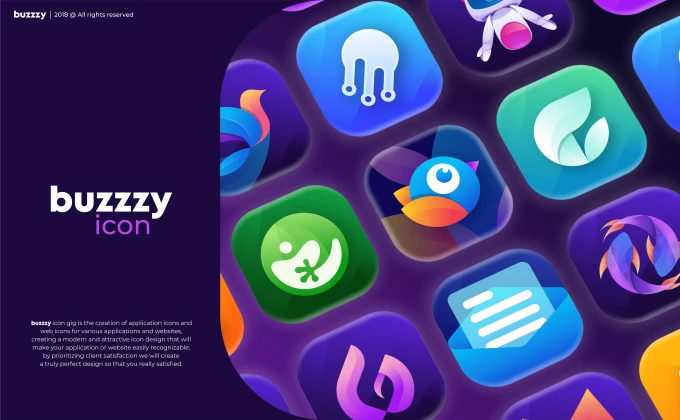 buzzzy | 2018 @ All rights reserved
buzzzy
icon
buzzzy icon gig is the creation of application icons and
web icons for various applications and websites,
creating a modern and attractive icon design that will
make your application or website easily recognizable,
by prioritizing client satisfaction we will create
a truly perfect design so that you really satisfied.